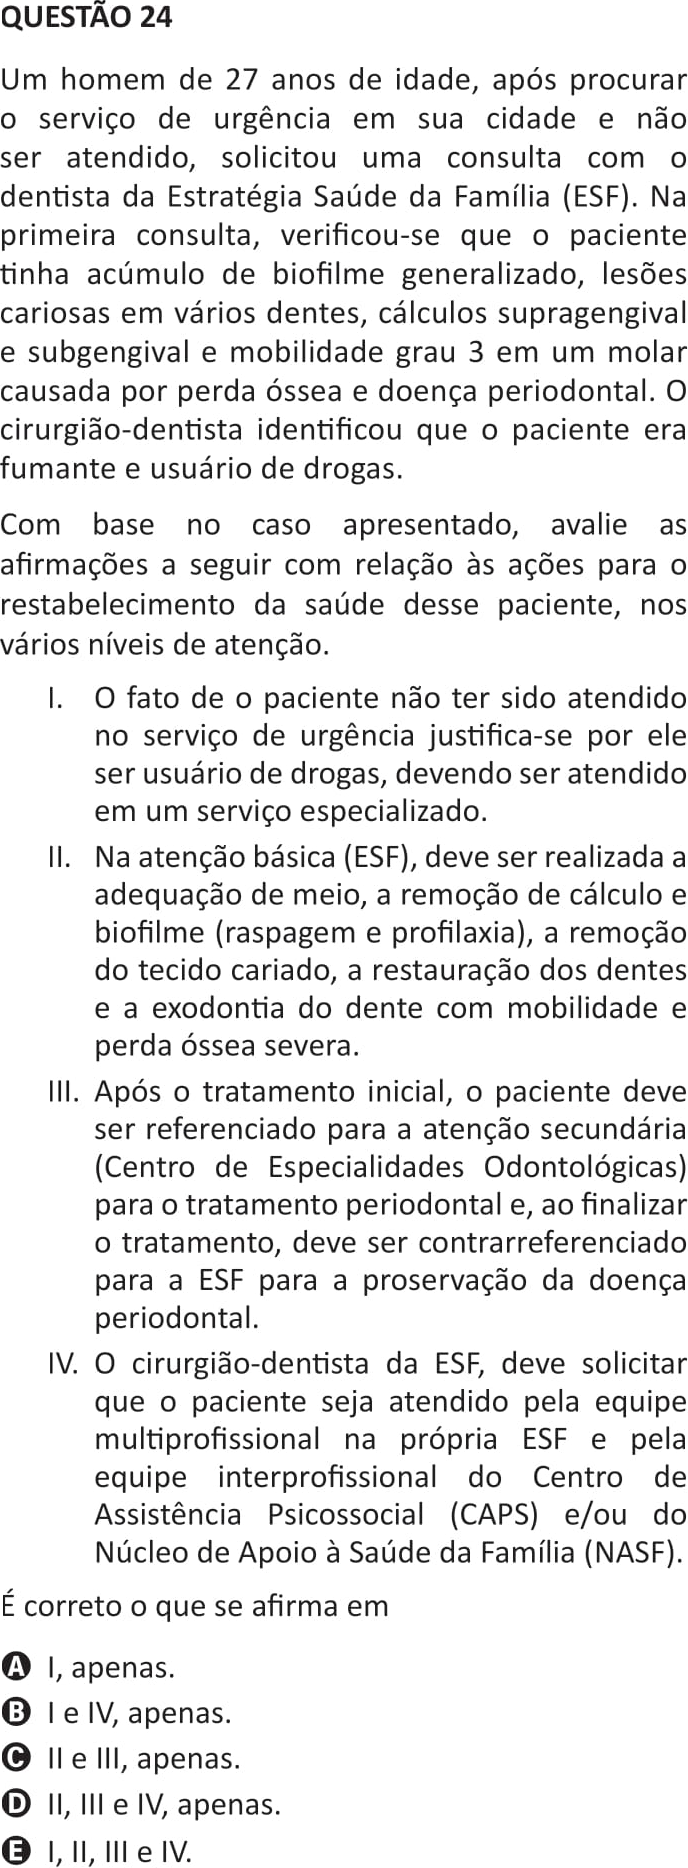 QUESTÃO 24
Um homem de 27 anos de idade, após procurar
o serviço de urgência em sua cidade e não
ser atendido, solicitou uma consulta com o
dentista da Estratégia Saúde da Família (ESF). Na
primeira consulta, verificou-se que o paciente
tinha acúmulo de biofilme generalizado, lesões
cariosas em vários dentes, cálculos supragengival
e subgengival e mobilidade grau 3 em um molar
causada por perda óssea e doença periodontal. O
cirurgião-dentista identificou que o paciente era
fumante e usuário de drogas.
Com base no caso apresentado, avalie as
afirmações a seguir com relação às ações para o
restabelecimento da saúde desse paciente, nos
vários níveis de atenção.
I. O fato de o paciente não ter sido atendido
no serviço de urgência justifica-se por ele
ser usuário de drogas, devendo ser atendido
em um serviço especializado.
II. Na atenção básica (ESF), deve ser realizada a
adequação de meio, a remoção de cálculo e
biofilme (raspagem e profilaxia), a remoção
do tecido cariado, a restauração dos dentes
e a exodontia do dente com mobilidade e
perda óssea severa.
III. Após o tratamento inicial, o paciente deve
ser referenciado para a atenção secundária
(Centro de Especialidades Odontológicas)
para o tratamento periodontal e, ao finalizar
o tratamento, deve ser contrarreferenciado
para a ESF para a proservação da doença
periodontal.
IV. O cirurgião-dentista da ESF, deve solicitar
que o paciente seja atendido pela equipe
multiprofissional na própria ESF e pela
equipe interprofissional do Centro de
Assistência Psicossocial (CAPS) e/ou do
Núcleo de Apoio à Saúde da Família (NASF).
É correto o que se afirma em
A I, apenas.
B I e IV, apenas.
C II e III, apenas.
D II, III e IV, apenas.
E I, II, III e IV.